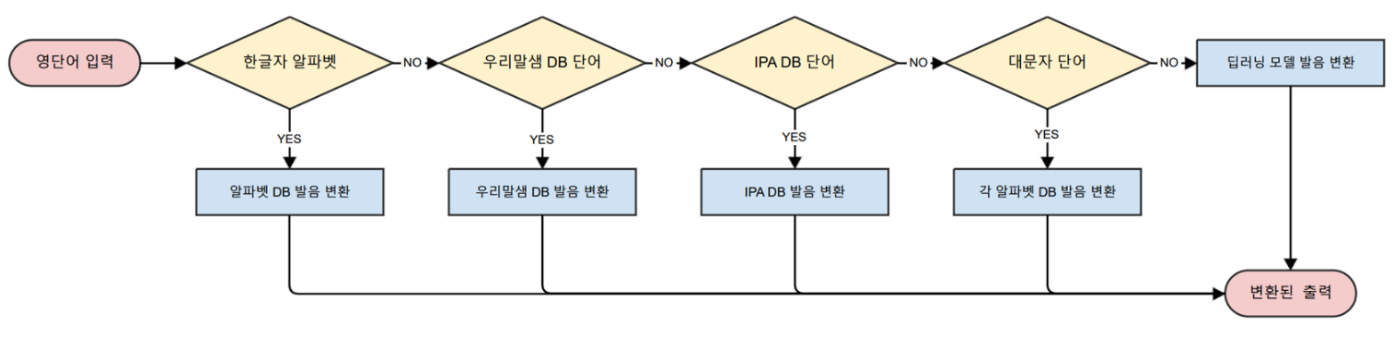 영단어 입력
한글자 알파벳
NO
우리말샘 DB 단어
NO
IPA DB 단어
NO
대문자 단어
NO
딥러닝 모델 발음 변환
YES
YES
YES
YES
알파벳 DB 발음 변환
우리말샘 DB 발음 변환
IPA DB 발음 변환
각 알파벳 DB 발음 변환
변환된 출력